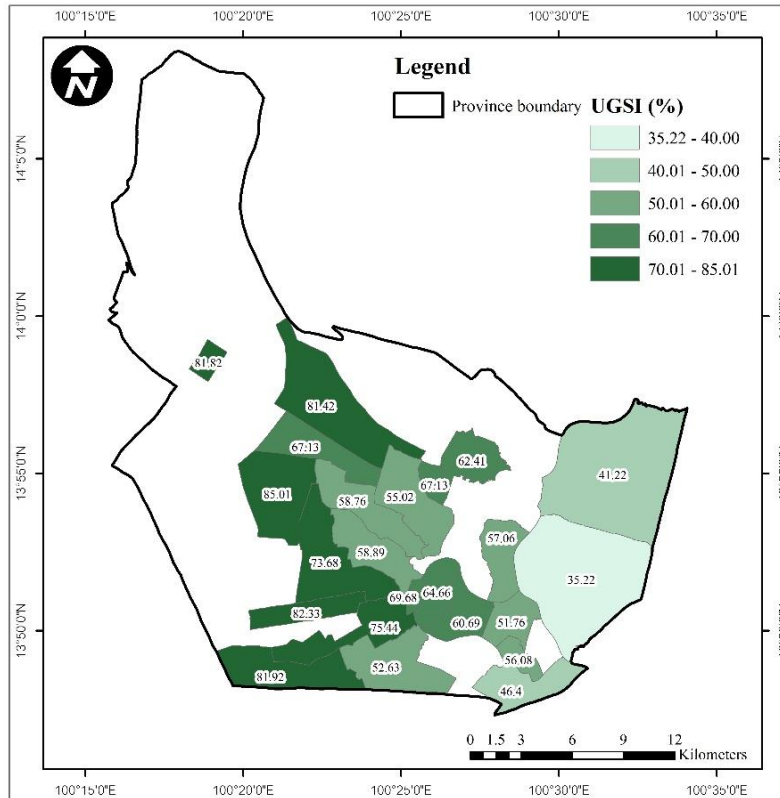 100°15'0"E 100°20'0"E 100°25'0"E 100°30'0"E 100°35'0"E
N
Legend
Province boundary
UGSI (%)
35.22 - 40.00
40.01 - 50.00
50.01 - 60.00
60.01 - 70.00
70.01 - 85.01
14°5'0"N
14°0'0"N
13°55'0"N
13°50'0"N
81.82
81.42
67.13
62.41
41.22
85.01
58.76
55.02
67.13
57.06
58.89
73.68
35.22
69.68
64.66
82.33
75.44
60.69
51.76
81.92
52.63
56.08
46.4
0 1.5 3 6 9 12
Kilometers
100°15'0"E 100°20'0"E 100°25'0"E 100°30'0"E 100°35'0"E